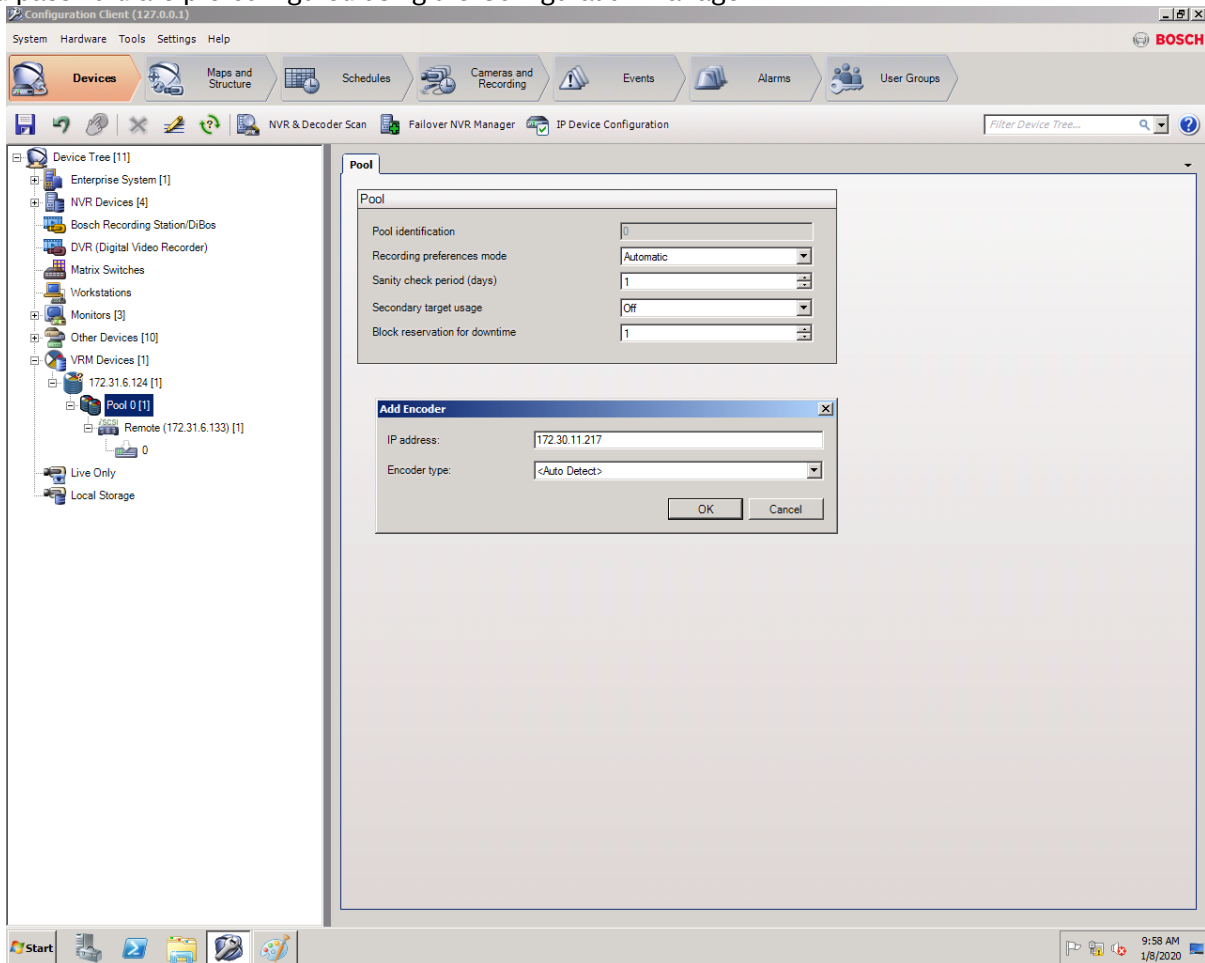 Configuration Client (127.0.0.1)
System Hardware Tools Settings Help
BOSCH
Devices
Maps and Structure
Schedules
Cameras and Recording
Events
Alarms
User Groups
NVR & Decoder Scan Failover NVR Manager IP Device Configuration
Filter Device Tree...
Device Tree [11]
Enterprise System [1]
NVR Devices [4]
Bosch Recording Station/DiBos
DVR (Digital Video Recorder)
Matrix Switches
Workstations
Monitors [3]
Other Devices [10]
VRM Devices [1]
172.31.6.124 [1]
Pool 0 [1]
iSCSI Remote (172.31.6.133) [1]
0
Live Only
Local Storage
Pool
Pool
Pool identification 0
Recording preferences mode Automatic
Sanity check period (days) 1
Secondary target usage Off
Block reservation for downtime 1
Add Encoder
IP address: 172.30.11.217
Encoder type: <Auto Detect>
OK Cancel
Start
9:58 AM
1/8/2020